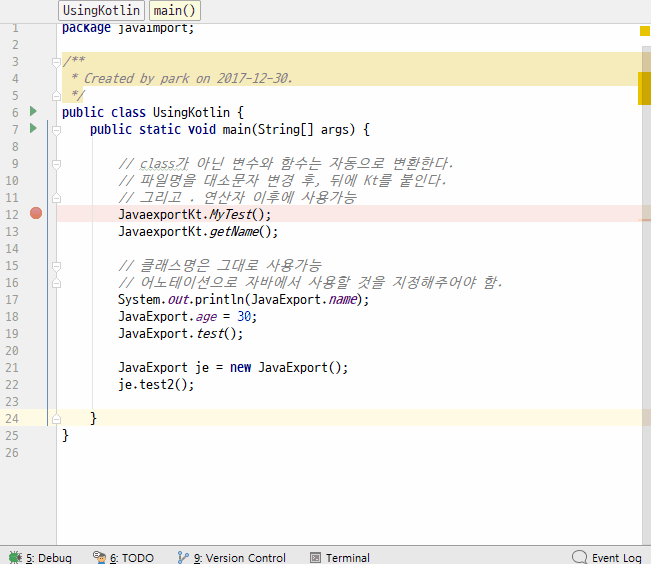 UsingKotlin main()
1 package javaimport;
2
3 /**
4 * Created by park on 2017-12-30.
5 */
6 public class UsingKotlin {
7 public static void main(String[] args) {
8
9 // class가 아닌 변수와 함수는 자동으로 변환한다.
10 // 파일명을 대소문자 변경 후, 뒤에 Kt를 붙인다.
11 // 그리고 . 연산자 이후에 사용가능
12 JavaexportKt.MyTest();
13 JavaexportKt.getName();
14
15 // 클래스명은 그대로 사용가능
16 // 어노테이션으로 자바에서 사용할 것을 지정해주어야 함.
17 System.out.println(JavaExport.name);
18 JavaExport.age = 30;
19 JavaExport.test();
20
21 JavaExport je = new JavaExport();
22 je.test2();
23
24 }
25 }
26
5: Debug 6: TODO 9: Version Control Terminal Event Log